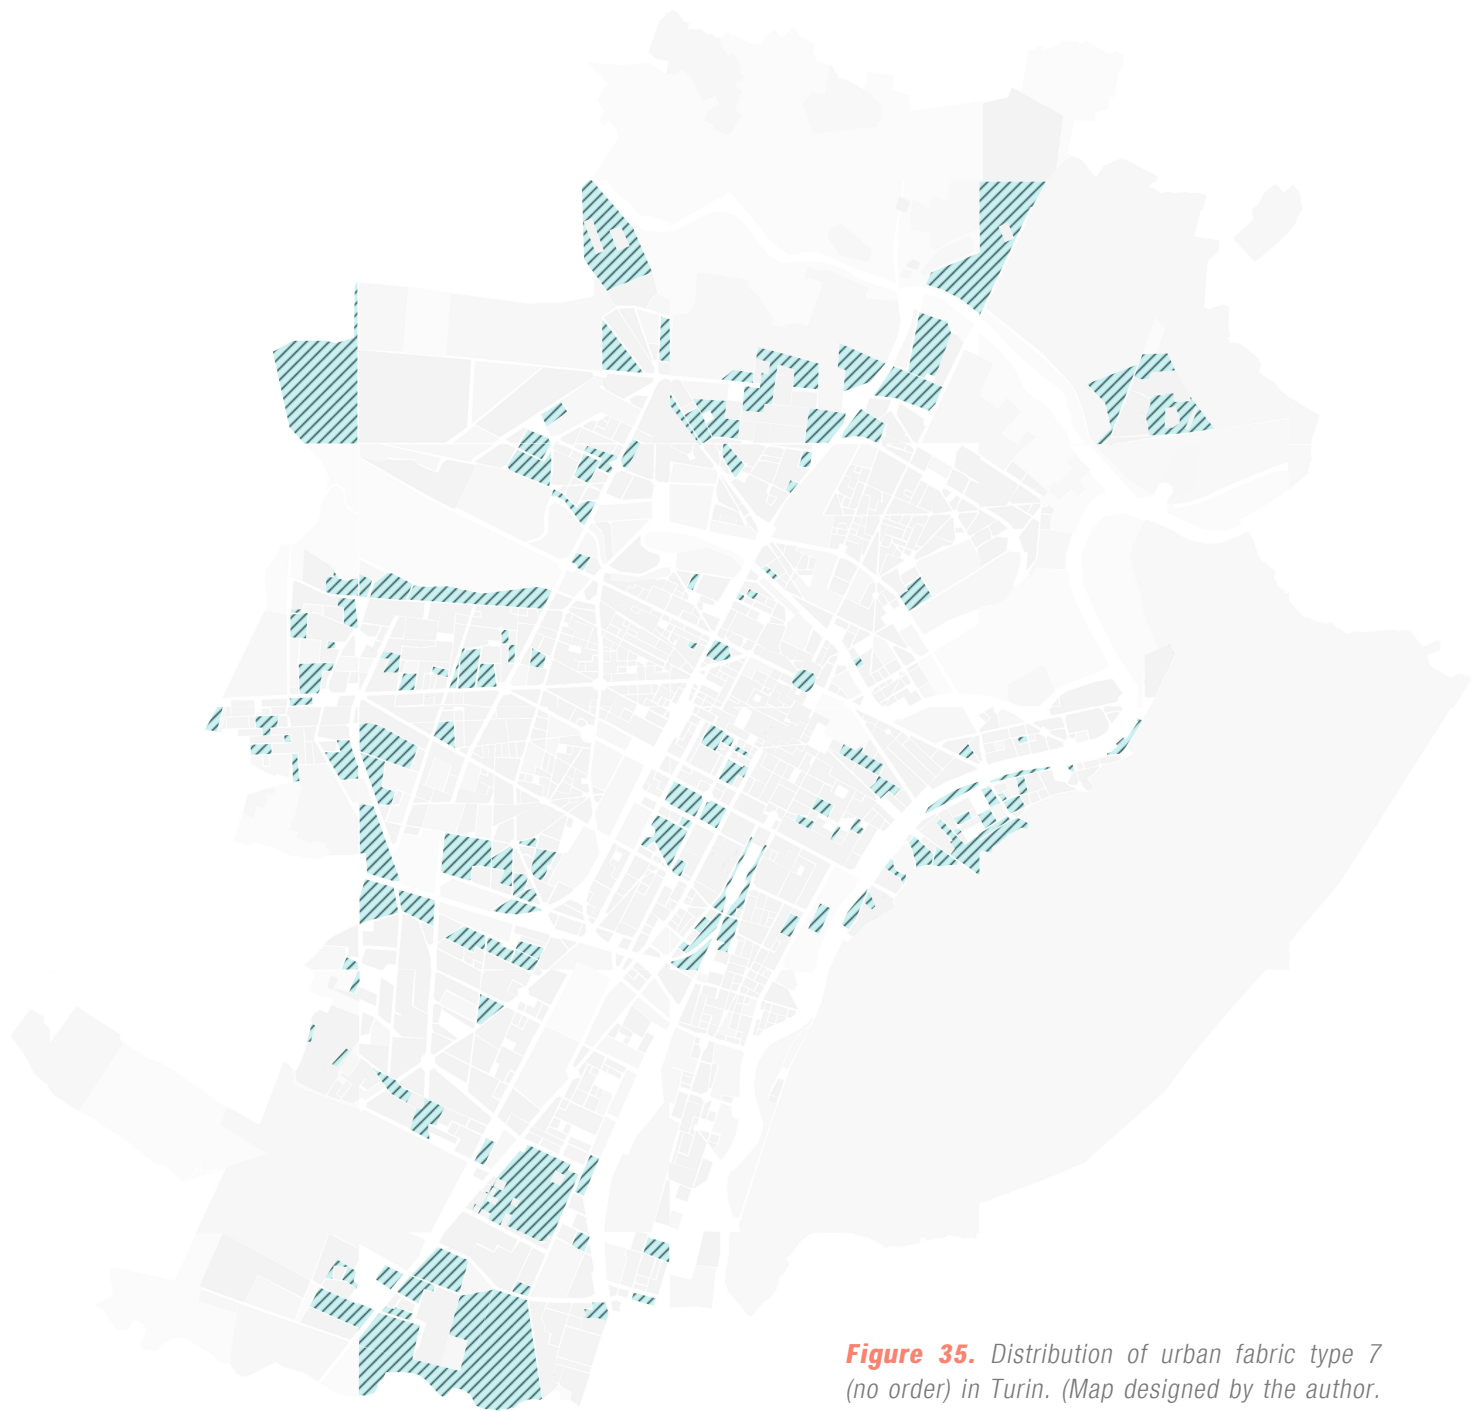 Figure 35. Distribution of urban fabric type 7
(no order) in Turin. (Map designed by the author.